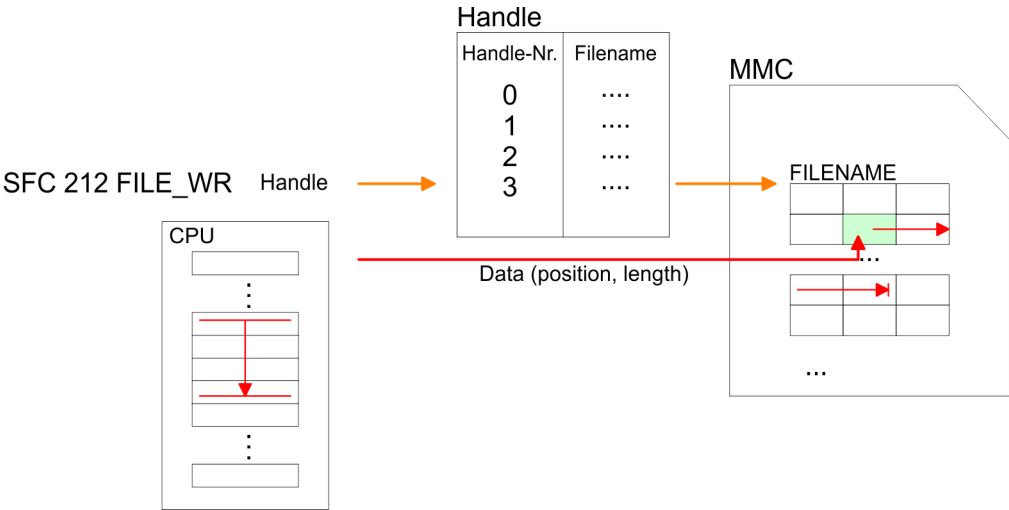 Handle
Handle-Nr. Filename
0 ....
1 ....
2 ....
3 ....
MMC
FILENAME
...
...
SFC 212 FILE_WR Handle
CPU
Data (position, length)